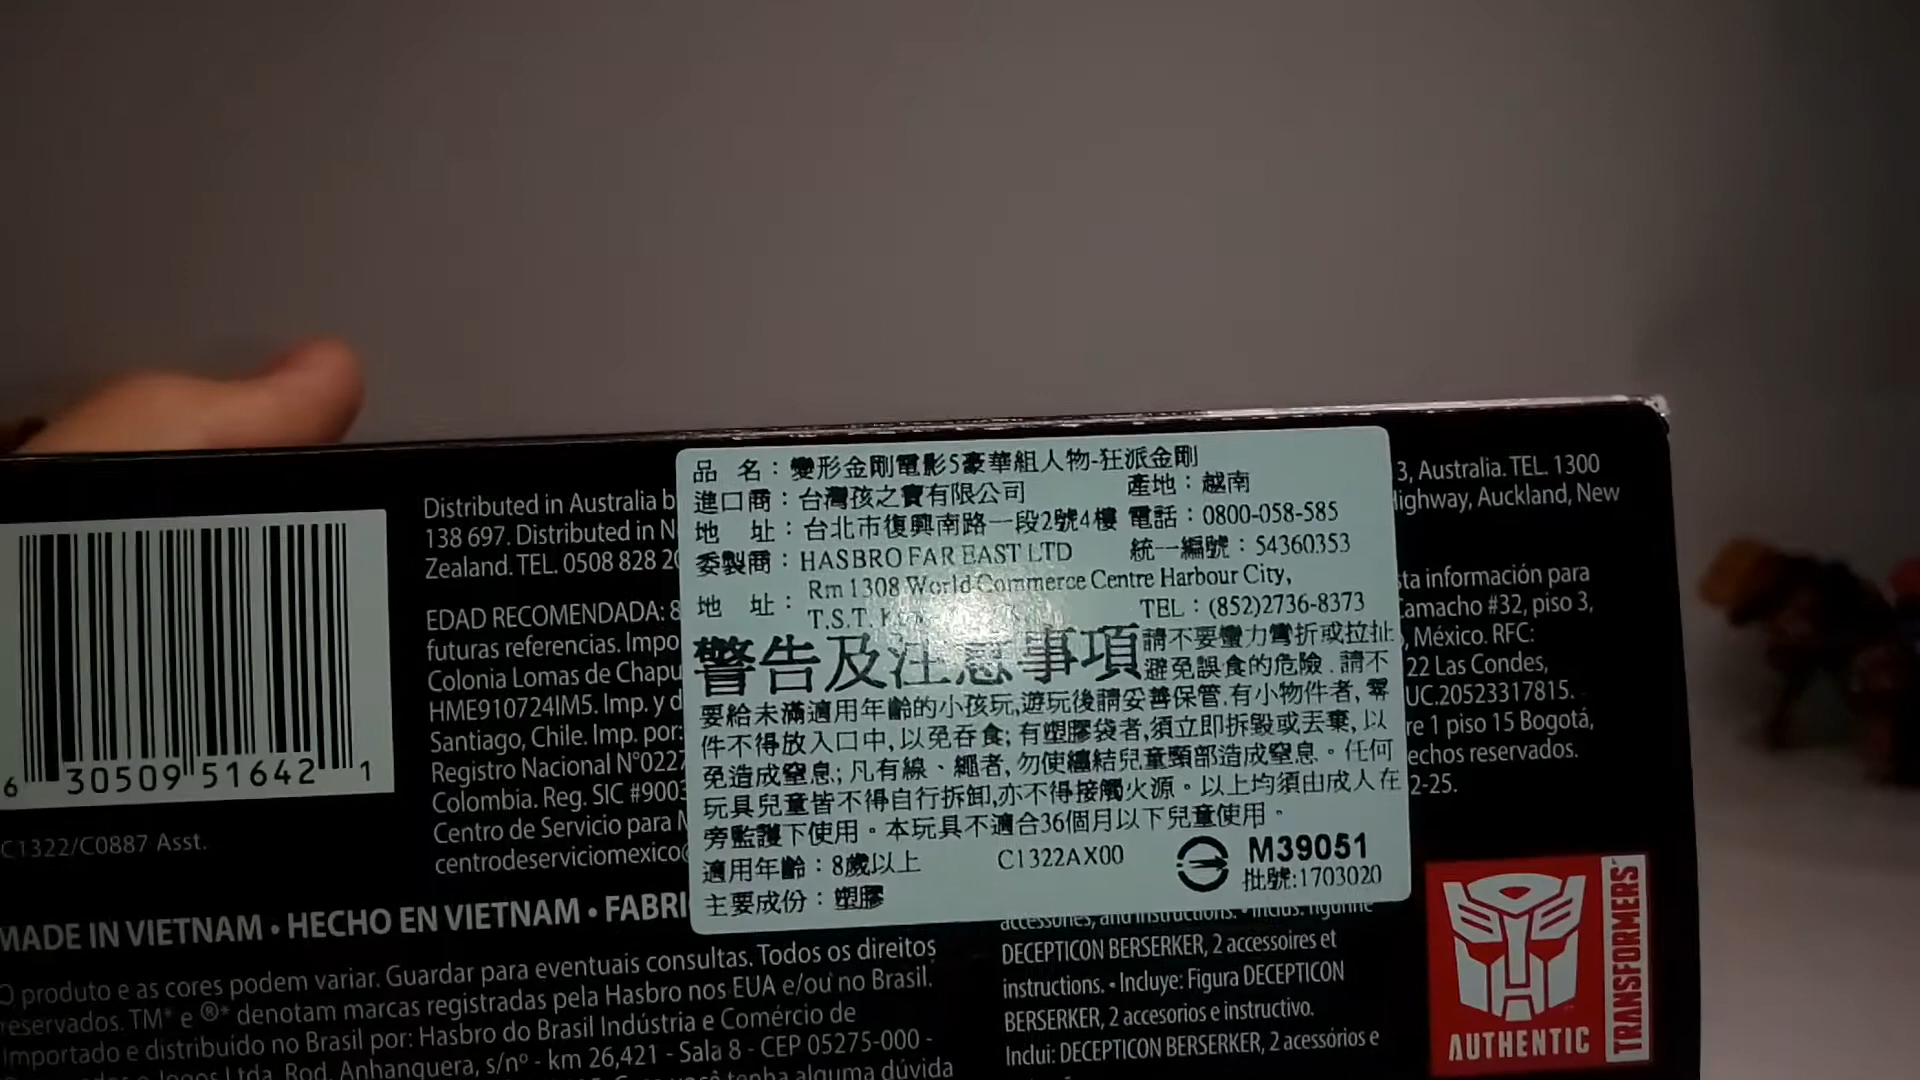 品 名：變形金剛電影5豪華組人物-狂派金剛
進口商：台灣孩之寶有限公司 產地：越南
地 址：台北市復興南路一段2號4樓 電話：0800-058-585
委製商：HASBRO FAR EAST LTD 統一編號：54360353
地 址：Rm 1308 World Commerce Centre Harbour City,
T.S.T. TEL：(852)2736-8373
警告及注意事項 請不要蠻力彎折或拉扯
避免誤食的危險．請不
要給未滿適用年齡的小孩玩,遊玩後請妥善保管.有小物件者,零
件不得放入口中,以免吞食;有塑膠袋者,須立即拆毀或丟棄,以
免造成窒息;凡有線、繩者,勿使纏結兒童頸部造成窒息。任何
玩具兒童皆不得自行拆卸,亦不得接觸火源。以上均須由成人在
旁監護下使用。本玩具不適合36個月以下兒童使用。
適用年齡：8歲以上 C1322AX00 M39051
主要成份：塑膠 批號:1703020
6 30509 51642 1
C1322/C0887 Asst.
Distributed in Australia b
138 697. Distributed in N
Zealand. TEL. 0508 828 20
EDAD RECOMENDADA: 8
futuras referencias. Impo
Colonia Lomas de Chapu
HME910724IM5. Imp. y d
Santiago, Chile. Imp. por:
Registro Nacional N°0227
Colombia. Reg. SIC #9003
Centro de Servicio para M
centrodeserviciomexico@
3, Australia. TEL. 1300
Highway, Auckland, New
sta información para
Camacho #32, piso 3,
, México. RFC:
22 Las Condes,
UC.20523317815.
re 1 piso 15 Bogotá,
echos reservados.
2-25.
MADE IN VIETNAM • HECHO EN VIETNAM • FABRI
O produto e as cores podem variar. Guardar para eventuais consultas. Todos os direitos
reservados. TM* e ®* denotam marcas registradas pela Hasbro nos EUA e/ou no Brasil.
Importado e distribuído no Brasil por: Hasbro do Brasil Indústria e Comércio de
Jogos Ltda. Rod. Anhanguera, s/nº - km 26,421 - Sala 8 - CEP 05275-000 -
tenha alguma dúvida
accessories, and instructions. • Inclus: figurine
DECEPTICON BERSERKER, 2 accessoires et
instructions. • Incluye: Figura DECEPTICON
BERSERKER, 2 accesorios e instructivo.
Inclui: DECEPTICON BERSERKER, 2 acessórios e
AUTHENTIC
TRANSFORMERS